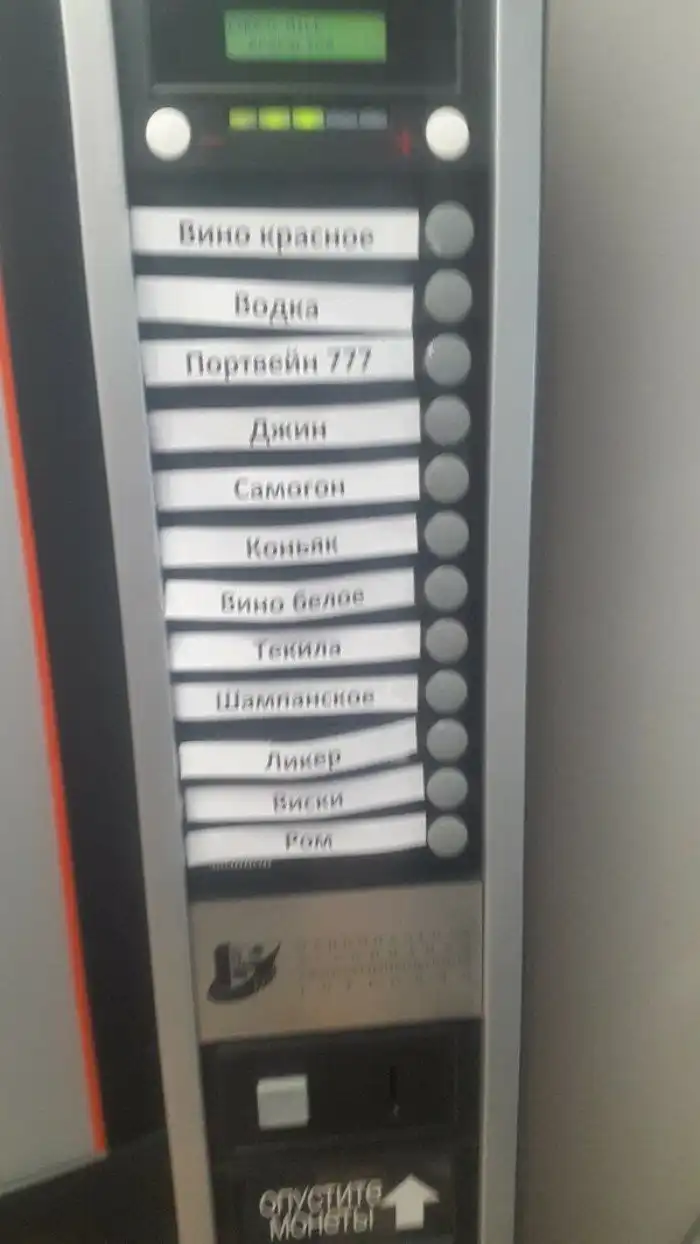 Вино красное
Водка
Портвейн 777
Джин
Самогон
Коньяк
Вино белое
Текила
Шампанское
Ликер
Виски
Ром
опустите
монеты